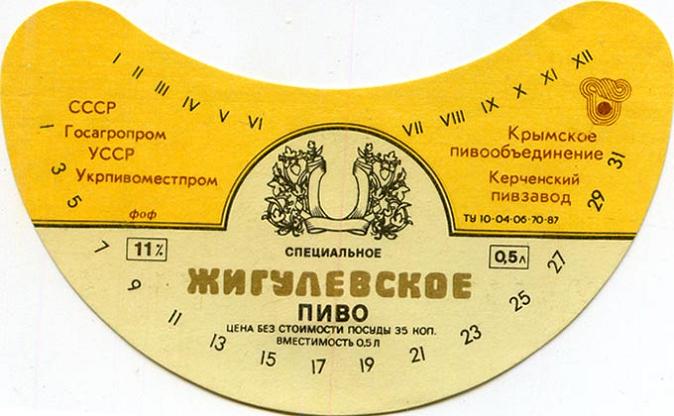 I II III IV V VI VII VIII IX X XI XII
СССР
Госагропром
УССР
Укрпивоместпром
фоф
Крымское
пивообъединение
Керченский
пивзавод
ТУ 10-04-06-70-87
11%
0,5л
СПЕЦИАЛЬНОЕ
ЖИГУЛЕВСКОЕ
ПИВО
ЦЕНА БЕЗ СТОИМОСТИ ПОСУДЫ 35 КОП.
ВМЕСТИМОСТЬ 0,5 Л
1 3 5 7 9 11 13 15 17 19 21 23 25 27 29 31